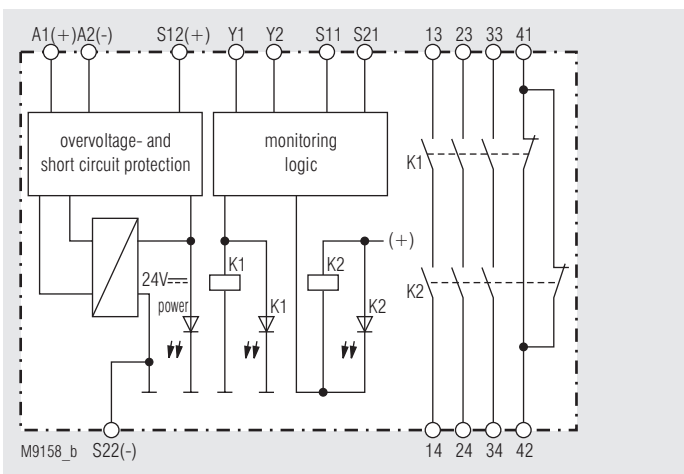 A1(+) A2(-) S12(+) Y1 Y2 S11 S21 13 23 33 41
overvoltage- and
short circuit protection
monitoring
logic
K1
(+)
K1
K2
24V
power
K1
K2
K2
M9158_b
S22(-)
14 24 34 42